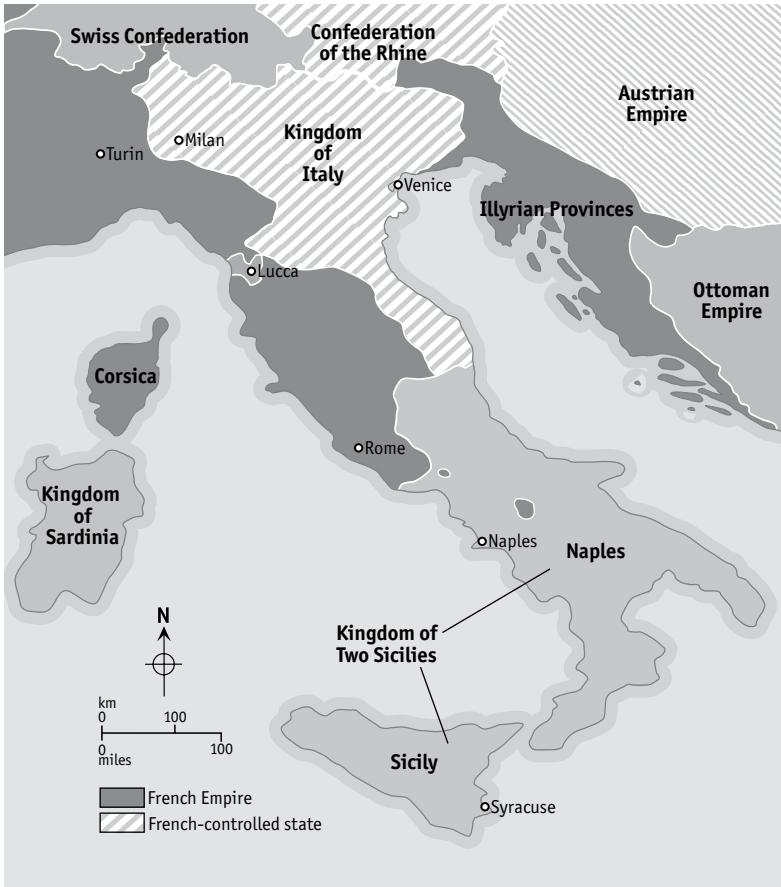 Swiss Confederation
Confederation
of the Rhine
Austrian
Empire
Milan
Turin
Kingdom
of
Italy
Venice
Illyrian Provinces
Lucca
Ottoman
Empire
Corsica
Rome
Kingdom
of
Sardinia
Naples
Naples
N
Kingdom of
Two Sicilies
km
0 100
0 100
miles
Sicily
Syracuse
French Empire
French-controlled state